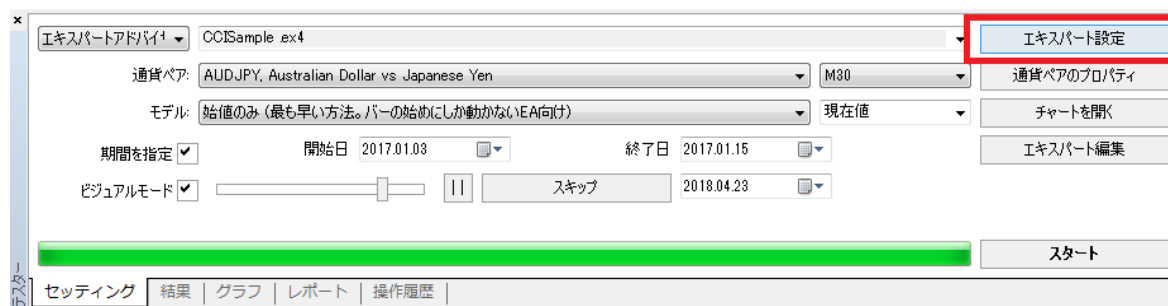 エキスパートアドバイ CCISample.ex4 エキスパート設定
通貨ペア: AUDJPY, Australian Dollar vs Japanese Yen M30 通貨ペアのプロパティ
モデル: 始値のみ (最も早い方法。バーの始めにしか動かないEA向け) 現在値 チャートを開く
期間を指定 開始日 2017.01.03 終了日 2017.01.15 エキスパート編集
ビジュアルモード スキップ 2018.04.23
スタート
テスター
セッティング 結果 グラフ レポート 操作履歴